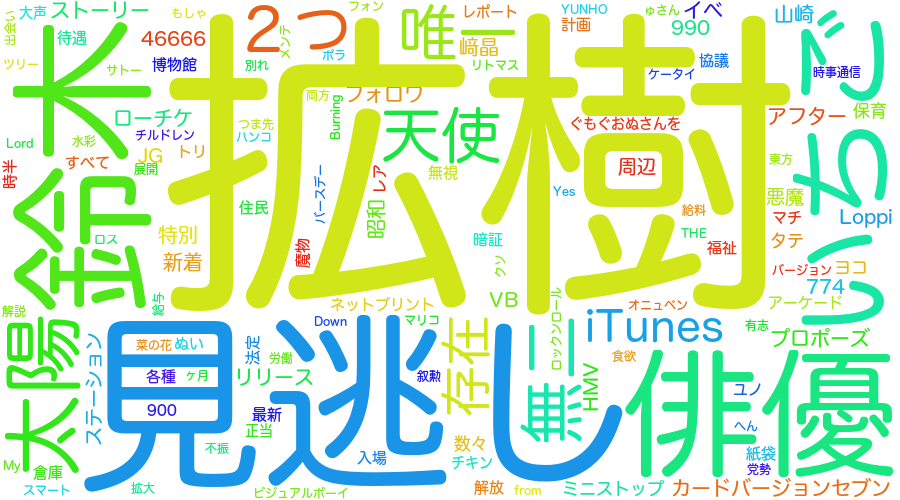 大声
ストーリー
もしゃ
2つ
フォン
唯一
レポート
YUNHO
イベ
山崎
出会い
待遇
46666
メンテ
計画
ゅさん
990
いちご
ツリー
木
サトー
博物館
別れ
ポラ
崎晶
リトマス
協議
ケータイ
時事通信
拡樹
両方
フォロワ
ローチケ
つま先
Burning
天使
ぐもぐおぬさんを
アフター
保育
Lord
水彩
チルドレン
ハンコ
JG
トリ
すべて
展開
時半
鈴
無視
レア
周辺
東方
Yes
悪魔
バースデー
住民
昭和
給料
マチ
Loppi
特別
暗証
THE
福祉
タテ
ロス
魔物
新着
クソ
バージョン
ヨコ
774
給与
VB
ネットプリント
オニュペン
アーケード
解説
Down
マリコ
ロックンロール
iTunes
有志
プロポーズ
太陽
ステーション
菜の花
ぬい
法定
労働
見逃し
存在
無二
食欲
各種
ヶ月
リリース
叙勲
HMV
俳優
ユノ
900
最新
正当
へん
不振
入場
数々
チキン
紙袋
党勢
My
倉庫
スマート
拡大
ビジュアルボーイ
解放
from
ミニストップ
カードバージョンセブン